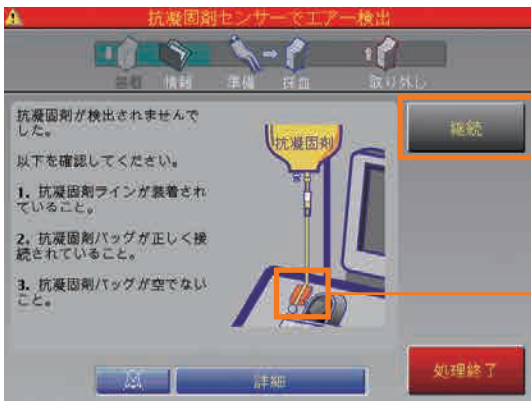 抗凝固剤センサーでエアー検出
装着 情報 準備 採血 取り外し
抗凝固剤が検出されませんで
した。
以下を確認してください。
1. 抗凝固剤ラインが装着され
ていること。
2. 抗凝固剤バッグが正しく接
続されていること。
3. 抗凝固剤バッグが空でない
こと。
抗凝固剤
継続
詳細
処理終了